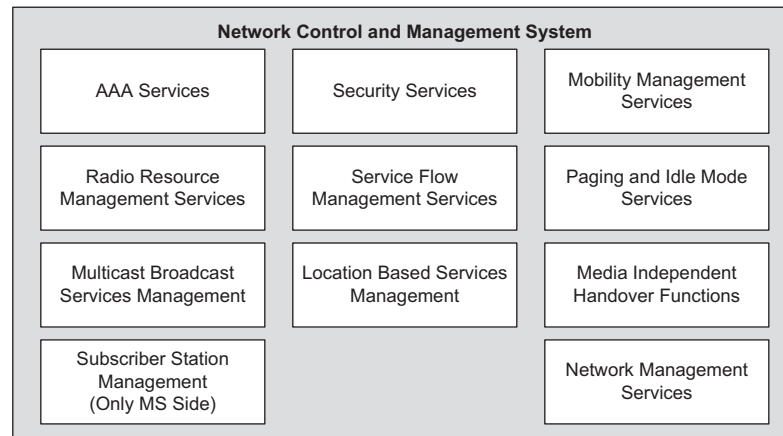 Network Control and Management System
AAA Services
Security Services
Mobility Management
Services
Radio Resource
Management Services
Service Flow
Management Services
Paging and Idle Mode
Services
Multicast Broadcast
Services Management
Location Based Services
Management
Media Independent
Handover Functions
Subscriber Station
Management
(Only MS Side)
Network Management
Services